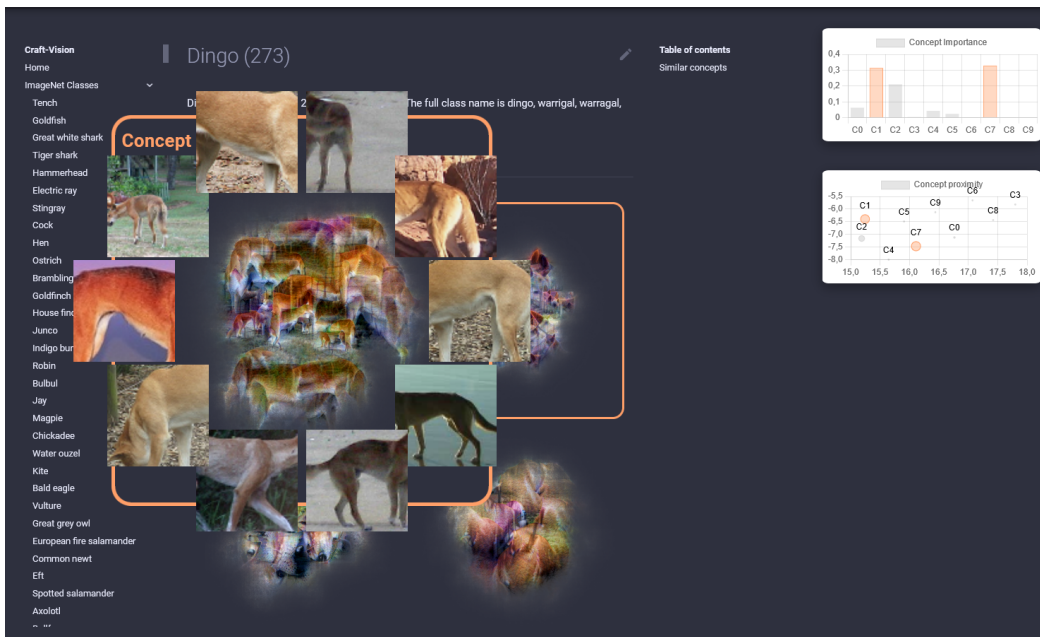 Craft-Vision
Home
ImageNet Classes
Tench
Goldfish
Great white shark
Tiger shark
Hammerhead
Electric ray
Stingray
Cock
Hen
Ostrich
Brambling
Goldfinch
House finc
Junco
Indigo bun
Robin
Bulbul
Jay
Magpie
Chickadee
Water ouzel
Kite
Bald eagle
Vulture
Great grey owl
European fire salamander
Common newt
Eft
Spotted salamander
Axolotl
Dingo (273)
Di 2 The full class name is dingo, warrigal, warragal,
Concept
Table of contents
Similar concepts
Concept Importance
0,4
0,3
0,2
0,1
0
C0 C1 C2 C3 C4 C5 C6 C7 C8 C9
Concept proximity
-5,5
-6,0
-6,5
-7,0
-7,5
-8,0
C6
C3
C1
C9
C5
C8
C2
C0
C7
C4
15,0 15,5 16,0 16,5 17,0 17,5 18,0